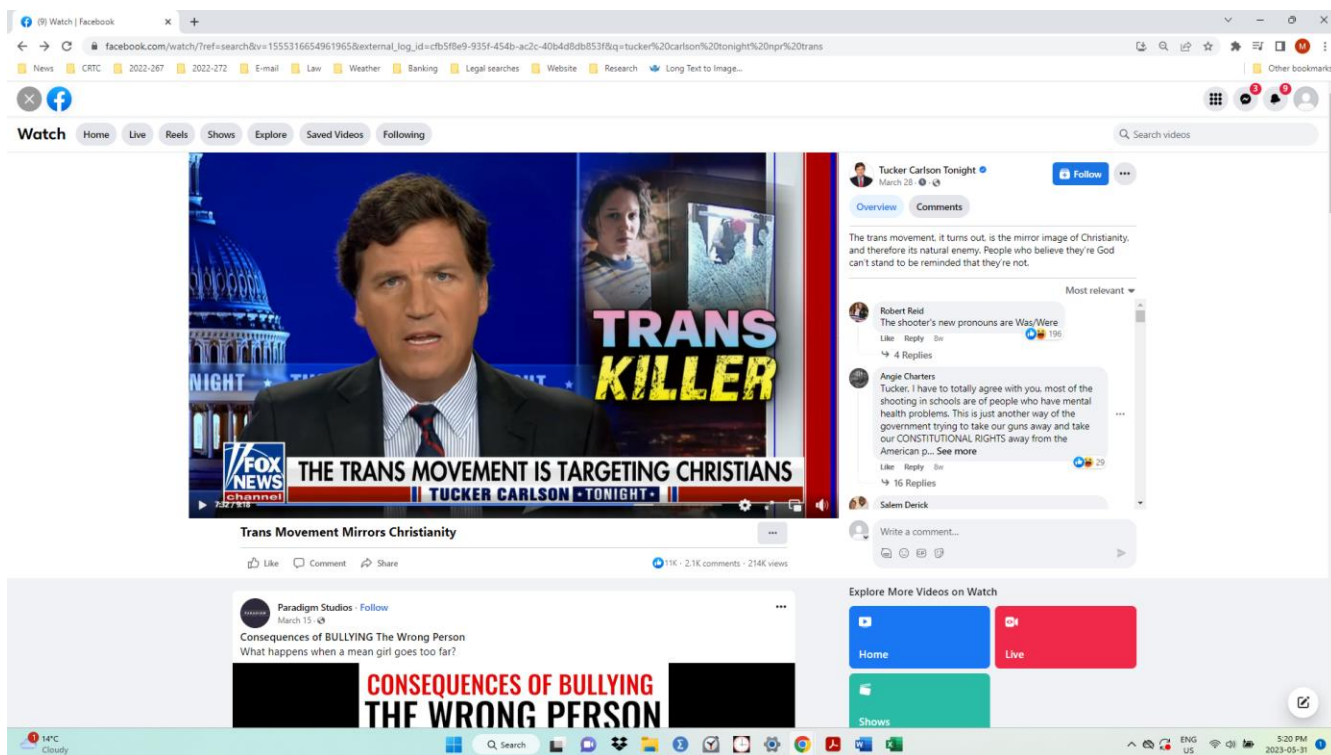 (9) Watch | Facebook
facebook.com/watch/?ref=search&v=1555316654961965&external_log_id=cfb5f8e9-935f-454b-ac2c-40b4d8db853f&q=tucker%20carlson%20tonight%20npr%20trans
M
News CRTC 2022-267 2022-272 E-mail Law Weather Banking Legal searches Website Research Long Text to Image... Other bookmarks
3 9
Watch Home Live Reels Shows Explore Saved Videos Following Search videos
TRANS
KILLER
NIGHT
FOX
NEWS
channel
THE TRANS MOVEMENT IS TARGETING CHRISTIANS
TUCKER CARLSON TONIGHT
7:32 / 9:18
Trans Movement Mirrors Christianity
Like Comment Share 11K · 2.1K comments · 214K views
Tucker Carlson Tonight
March 28
Follow
Overview Comments
The trans movement, it turns out, is the mirror image of Christianity,
and therefore its natural enemy. People who believe they're God
can't stand to be reminded that they're not.
Most relevant
Robert Reid
The shooter's new pronouns are Was/Were
196
Like Reply 8w
4 Replies
Angie Charters
Tucker, I have to totally agree with you, most of the
shooting in schools are of people who have mental
health problems. This is just another way of the
government trying to take our guns away and take
our CONSTITUTIONAL RIGHTS away from the
American p... See more
Like Reply 8w 29
16 Replies
Salem Derick
Write a comment...
GIF
Paradigm Studios · Follow
March 15
Consequences of BULLYING The Wrong Person
What happens when a mean girl goes too far?
CONSEQUENCES OF BULLYING
THE WRONG PERSON
Explore More Videos on Watch
Home
Live
Shows
1
14°C
Cloudy
Search
ENG
US
5:20 PM
2023-05-31